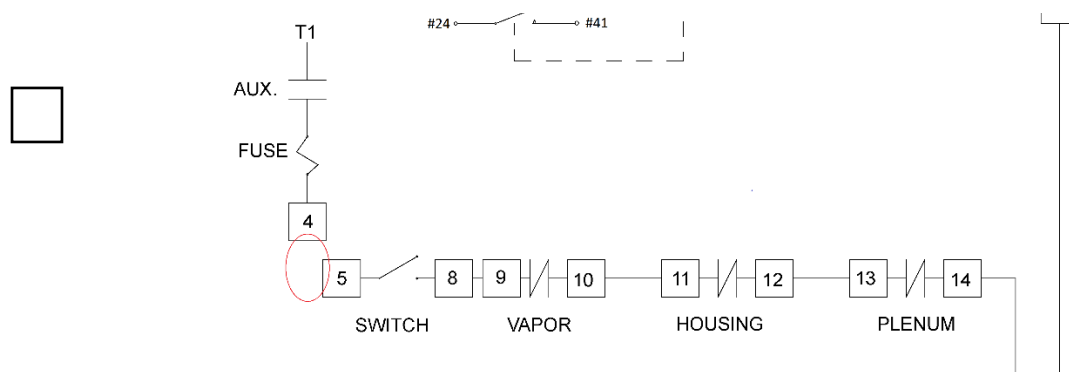 #24 #41
T1
AUX.
FUSE
4
5 8 9 10 11 12 13 14
SWITCH VAPOR HOUSING PLENUM